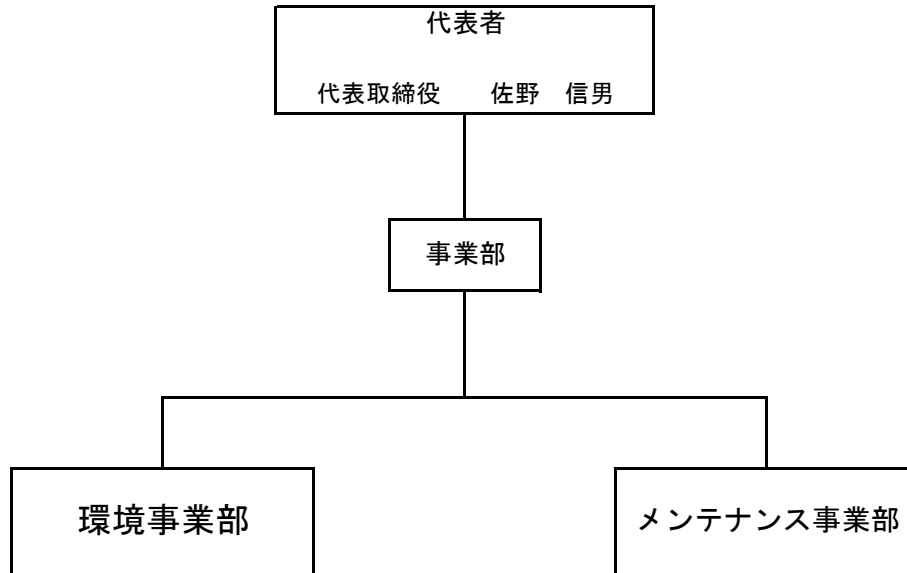 代表者
代表取締役　　佐野　信男
事業部
環境事業部
メンテナンス事業部